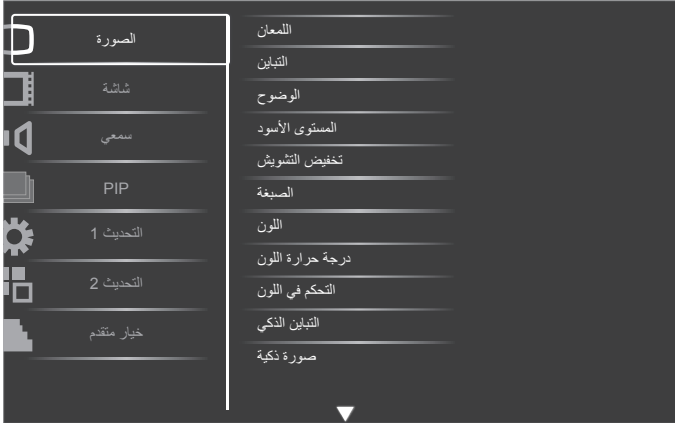 الصورة
شاشة
سمعي
PIP
التحديث 1
التحديث 2
خيار متقدم
اللمعان
التباين
الوضوح
المستوى الأسود
تخفيض التشويش
الصبغة
اللون
درجة حرارة اللون
التحكم في اللون
التباين الذكي
صورة ذكية